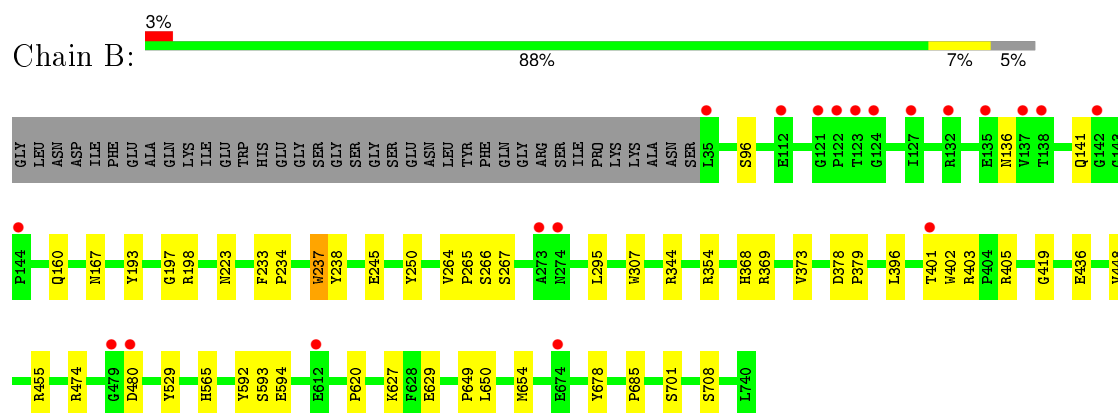 3%
Chain B:
88% 7% 5%
GLY LEU ASN ASP ILE PHE GLU ALA GLN LYS ILE GLU TRP HIS GLU GLY SER GLY SER GLY SER GLU ASN LEU TYR PHE GLN GLY ARG SER ILE PRO LYS LYS ALA ASN SER L35 S96 E112 G121 P122 T123 G124 I127 R132 E135 N136 V137 T138 Q141 G142 G143
P144 Q160 N167 Y193 G197 R198 N223 F233 P234 W237 Y238 E245 Y250 V264 P265 S266 S267 A273 N274 L295 W307 R344 R354 H368 R369 V373 D378 P379 L396 T401 W402 R403 P404 R405 G419 E436 V448
R455 R474 G479 D480 Y529 H565 Y592 S593 E594 E612 P620 K627 F628 E629 P649 L650 M654 E674 Y678 P685 S701 S708 L740